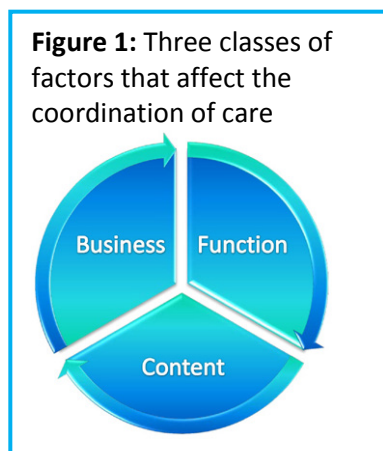 Figure 1: Three classes of
factors that affect the
coordination of care
Business
Function
Content